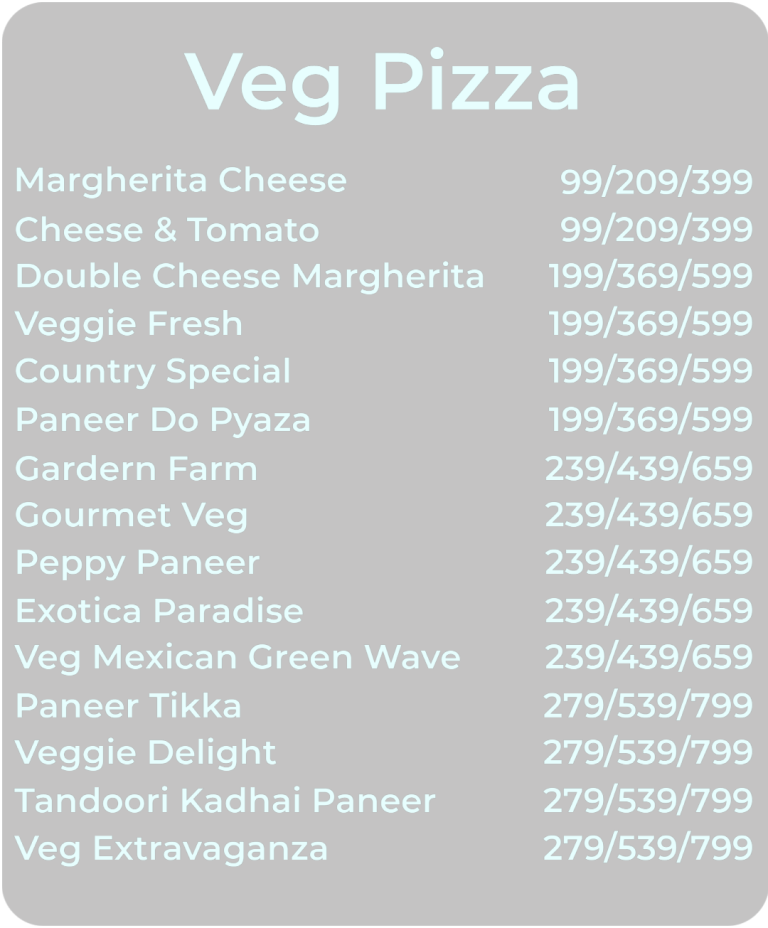 Veg Pizza
Margherita Cheese 99/209/399
Cheese & Tomato 99/209/399
Double Cheese Margherita 199/369/599
Veggie Fresh 199/369/599
Country Special 199/369/599
Paneer Do Pyaza 199/369/599
Gardern Farm 239/439/659
Gourmet Veg 239/439/659
Peppy Paneer 239/439/659
Exotica Paradise 239/439/659
Veg Mexican Green Wave 239/439/659
Paneer Tikka 279/539/799
Veggie Delight 279/539/799
Tandoori Kadhai Paneer 279/539/799
Veg Extravaganza 279/539/799